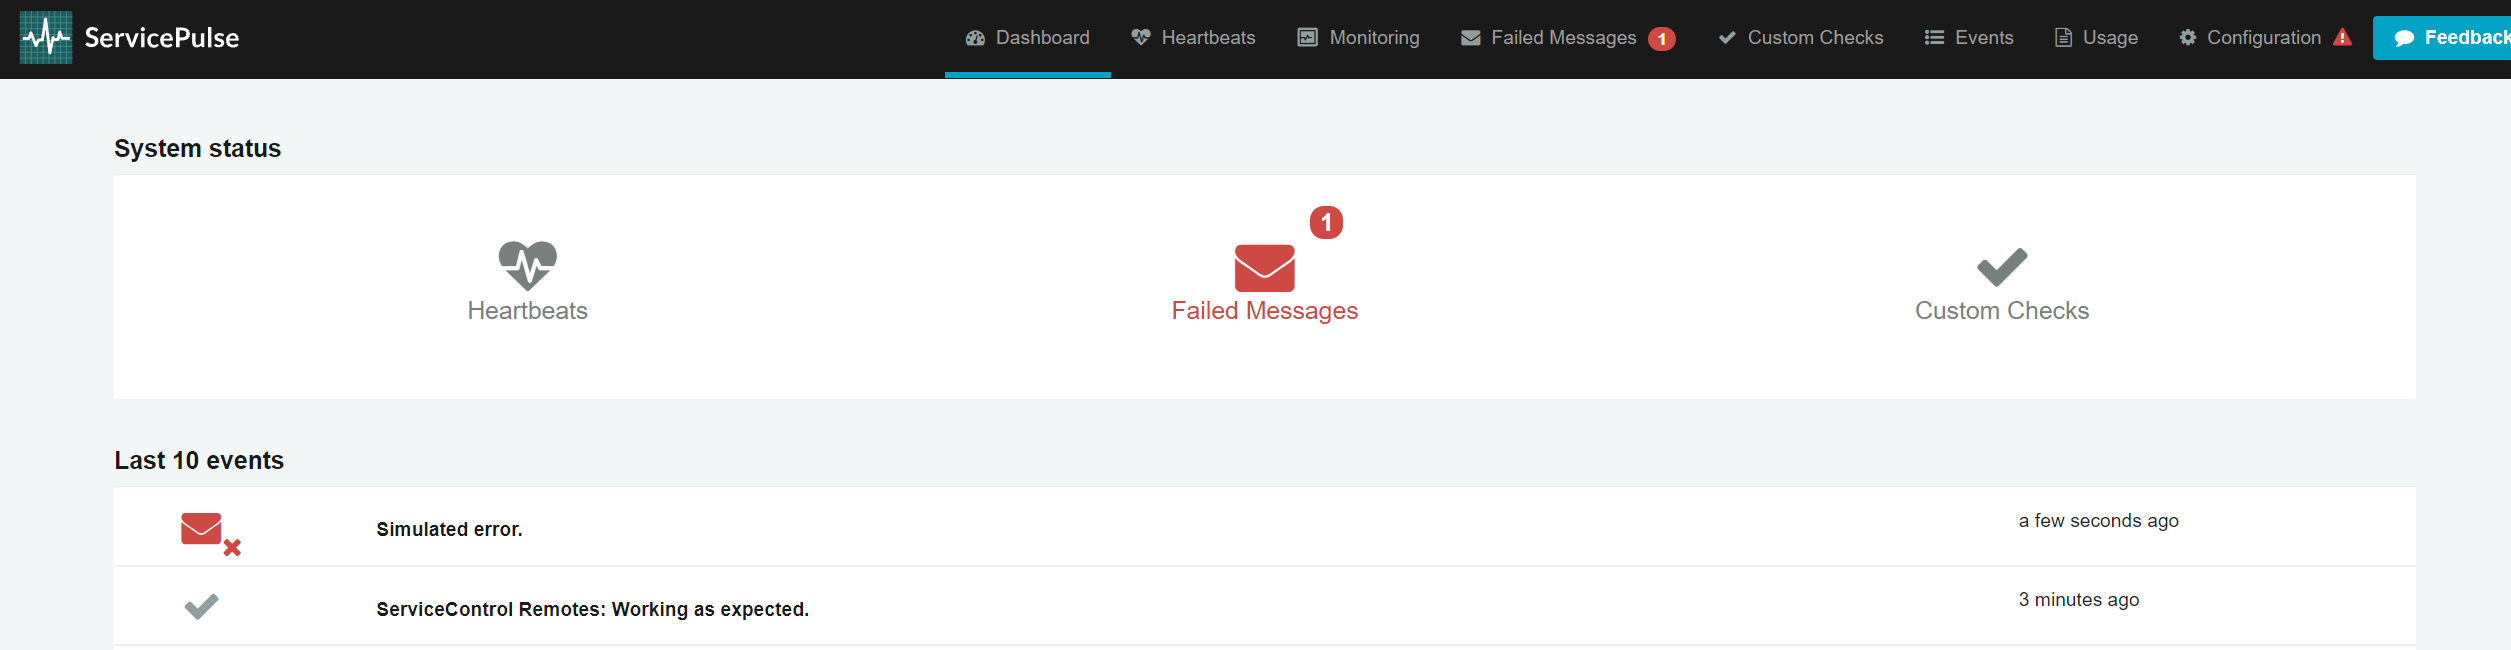 ServicePulse Dashboard Heartbeats Monitoring Failed Messages 1 Custom Checks Events Usage Configuration Feedback
System status
1
Heartbeats Failed Messages Custom Checks
Last 10 events
Simulated error. a few seconds ago
ServiceControl Remotes: Working as expected. 3 minutes ago